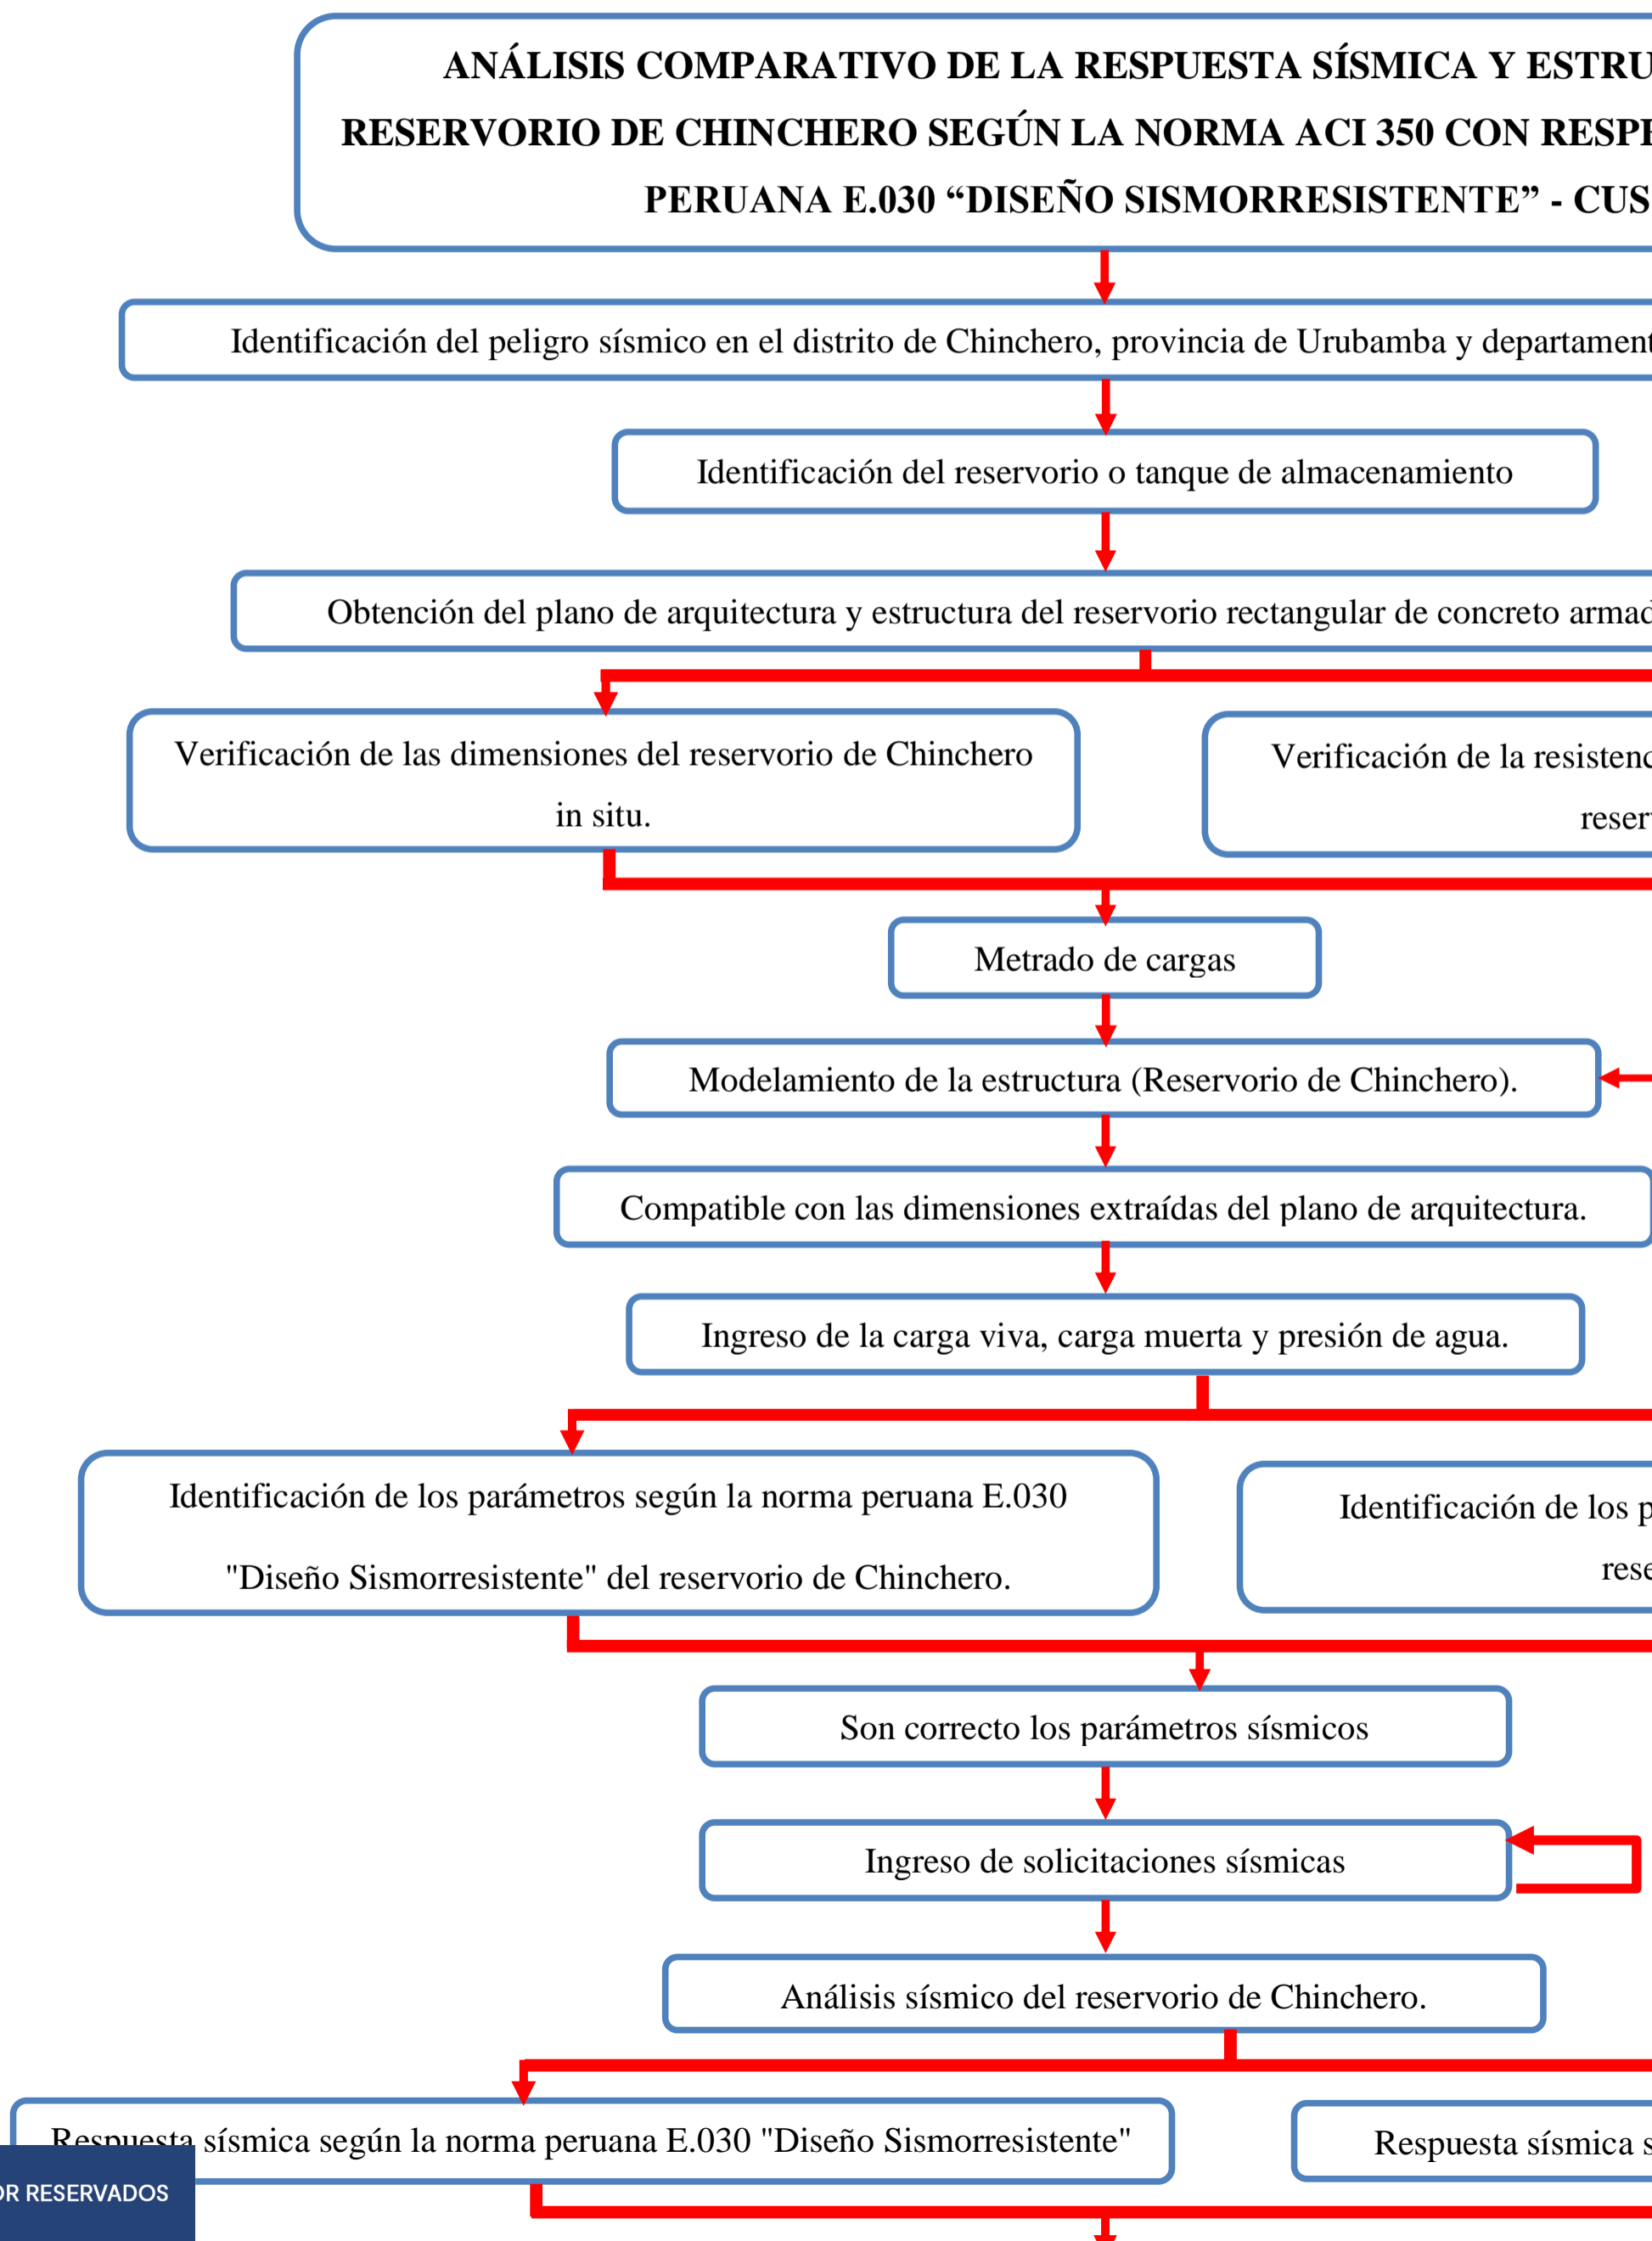 ANÁLISIS COMPARATIVO DE LA RESPUESTA SÍSMICA Y ESTRU
RESERVORIO DE CHINCHERO SEGÚN LA NORMA ACI 350 CON RESPE
PERUANA E.030 “DISEÑO SISMORRESISTENTE” - CUS
Identificación del peligro sísmico en el distrito de Chinchero, provincia de Urubamba y departament
Identificación del reservorio o tanque de almacenamiento
Obtención del plano de arquitectura y estructura del reservorio rectangular de concreto armad
Verificación de las dimensiones del reservorio de Chinchero
in situ.
Verificación de la resistenc
reser
Metrado de cargas
Modelamiento de la estructura (Reservorio de Chinchero).
Compatible con las dimensiones extraídas del plano de arquitectura.
Ingreso de la carga viva, carga muerta y presión de agua.
Identificación de los parámetros según la norma peruana E.030
"Diseño Sismorresistente" del reservorio de Chinchero.
Identificación de los p
rese
Son correcto los parámetros sísmicos
Ingreso de solicitaciones sísmicas
Análisis sísmico del reservorio de Chinchero.
Respuesta sísmica según la norma peruana E.030 "Diseño Sismorresistente"
Respuesta sísmica s
OR RESERVADOS